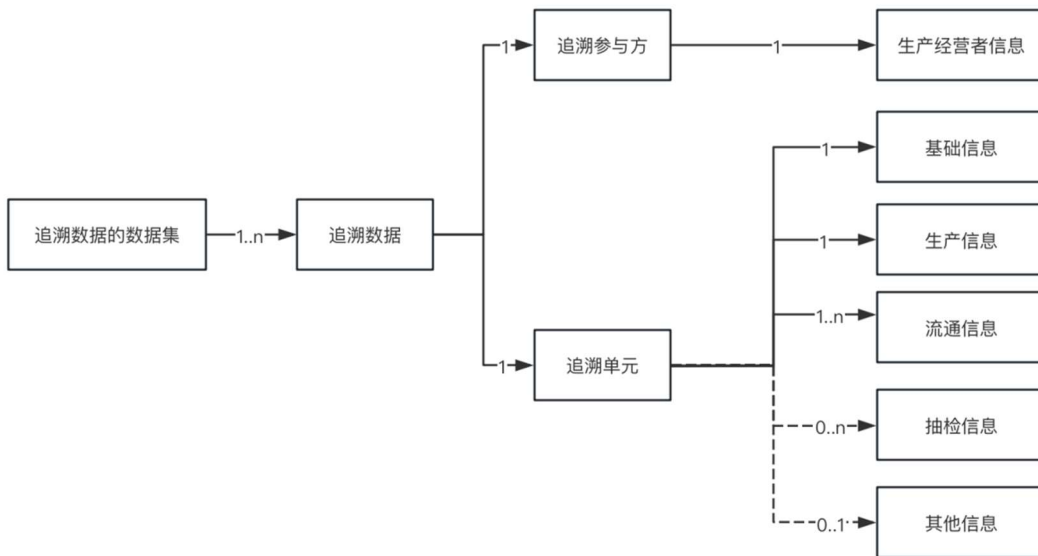 追溯参与方
1
1
生产经营者信息
基础信息
1
追溯数据的数据集
1..n
追溯数据
生产信息
1
流通信息
1..n
追溯单元
1
抽检信息
0..n
其他信息
0..1